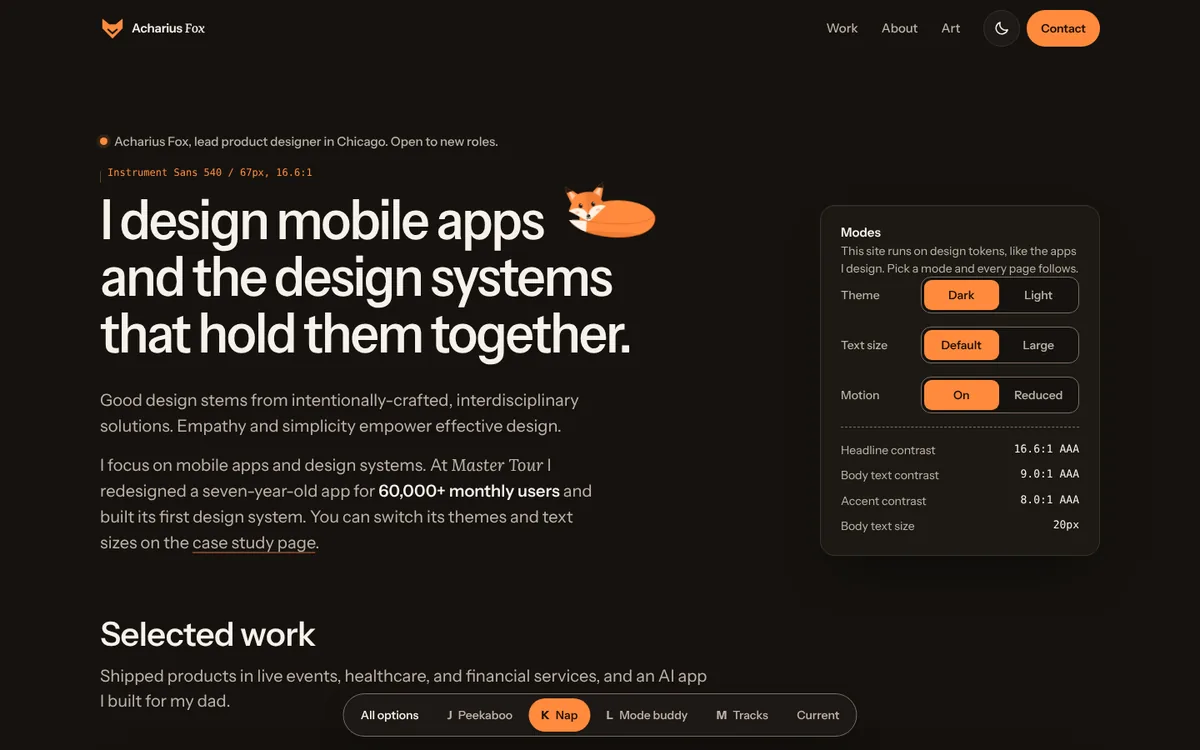 Acharius Fox
Work About Art Contact
Acharius Fox, lead product designer in Chicago. Open to new roles.
Instrument Sans 540 / 67px, 16.6:1
I design mobile apps
and the design systems
that hold them together.
Good design stems from intentionally-crafted, interdisciplinary
solutions. Empathy and simplicity empower effective design.
I focus on mobile apps and design systems. At Master Tour I
redesigned a seven-year-old app for 60,000+ monthly users and
built its first design system. You can switch its themes and text
sizes on the case study page.
Modes
This site runs on design tokens, like the apps
I design. Pick a mode and every page follows.
Theme Dark Light
Text size Default Large
Motion On Reduced
Headline contrast 16.6:1 AAA
Body text contrast 9.0:1 AAA
Accent contrast 8.0:1 AAA
Body text size 20px
Selected work
Shipped products in live events, healthcare, and financial services, and an AI app
I built for my dad.
All options J Peekaboo K Nap L Mode buddy M Tracks Current